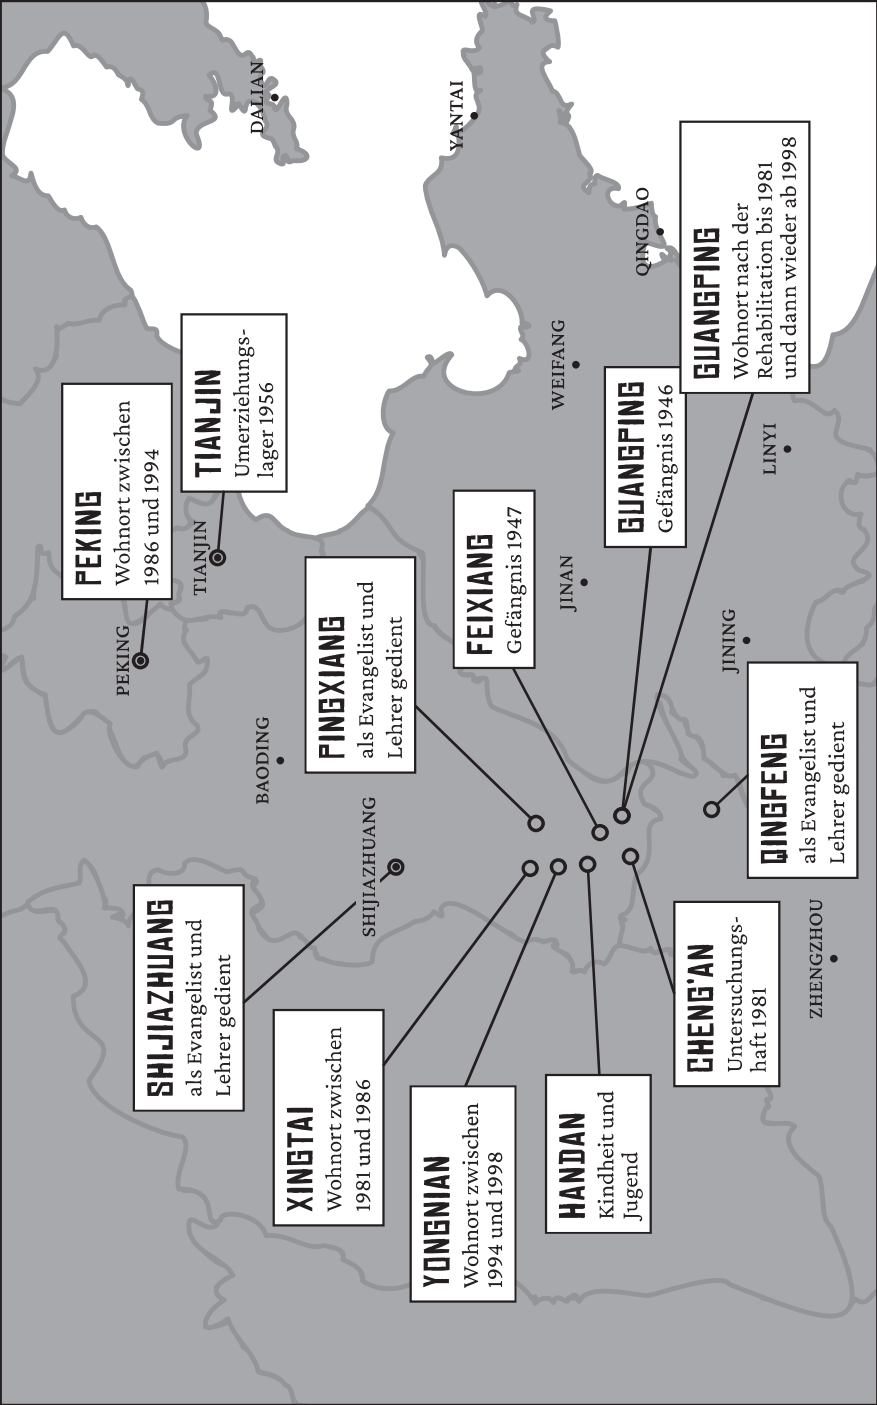 PEKING
Wohnort zwischen
1986 und 1994
TIANJIN
Umerziehungs-
lager 1956
PEKING
TIANJIN
DALIAN
BAODING
SHIJIAZHUANG
als Evangelist und
Lehrer gedient
SHIJIAZHUANG
PINGXIANG
als Evangelist und
Lehrer gedient
XINGTAI
Wohnort zwischen
1981 und 1986
YANTAI
FEIXIANG
Gefängnis 1947
YONGNIAN
Wohnort zwischen
1994 und 1998
WEIFANG
JINAN
HANDAN
Kindheit und
Jugend
GUANGPING
Gefängnis 1946
QINGDAO
GUANGPING
Wohnort nach der
Rehabilitation bis 1981
und dann wieder ab 1998
CHENG'AN
Untersuchungs-
haft 1981
JINING
LINYI
QINGFENG
als Evangelist und
Lehrer gedient
ZHENGZHOU